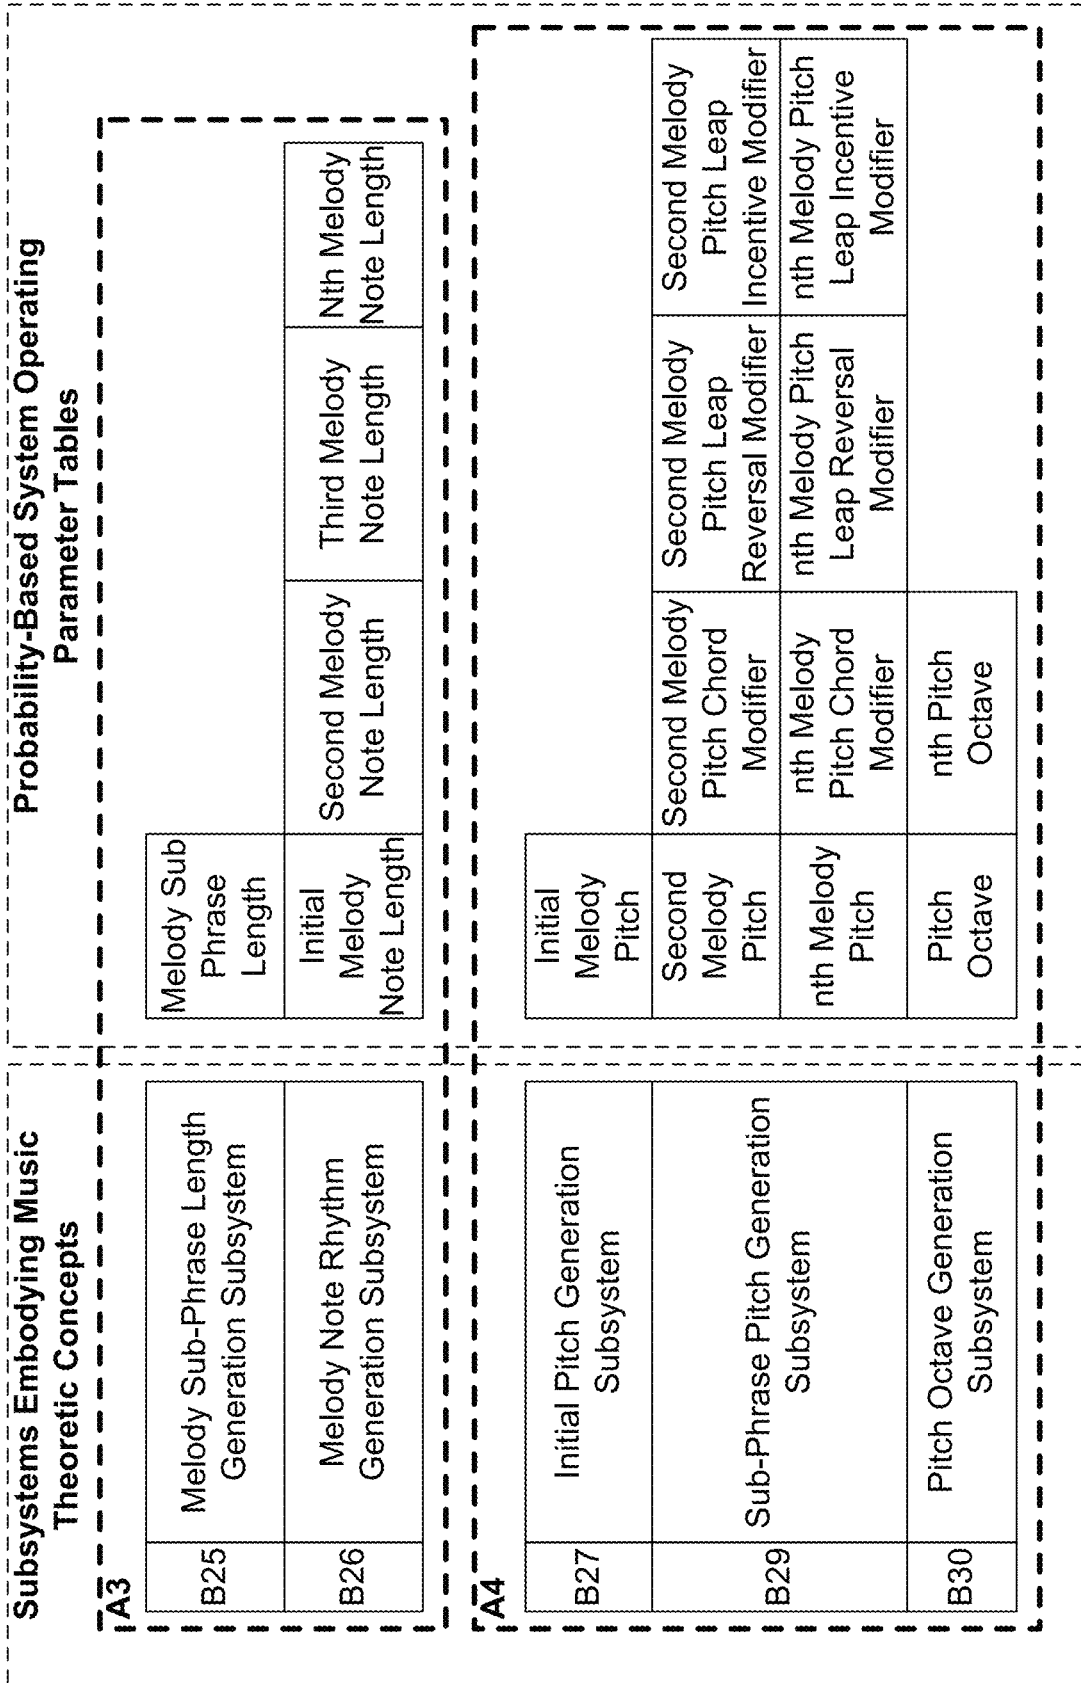 Subsystems Embodying Music
Theoretic Concepts
Probability-Based System Operating
Parameter Tables
A3
B25
Melody Sub-Phrase Length
Generation Subsystem
Melody Sub
Phrase
Length
B26
Melody Note Rhythm
Generation Subsystem
Initial
Melody
Note Length
Second Melody
Note Length
Third Melody
Note Length
Nth Melody
Note Length
A4
B27
Initial Pitch Generation
Subsystem
Initial
Melody
Pitch
B29
Sub-Phrase Pitch Generation
Subsystem
Second
Melody
Pitch
Second Melody
Pitch Chord
Modifier
Second Melody
Pitch Leap
Reversal Modifier
Second Melody
Pitch Leap
Incentive Modifier
nth Melody
Pitch
nth Melody
Pitch Chord
Modifier
nth Melody Pitch
Leap Reversal
Modifier
nth Melody Pitch
Leap Incentive
Modifier
B30
Pitch Octave Generation
Subsystem
Pitch
Octave
nth Pitch
Octave